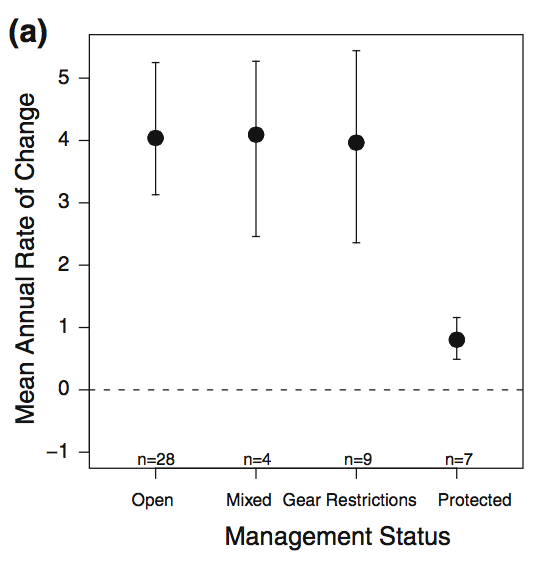 (a)
Mean Annual Rate of Change
5
4
3
2
1
0
−1
n=28 n=4 n=9 n=7
Open Mixed Gear Restrictions Protected
Management Status